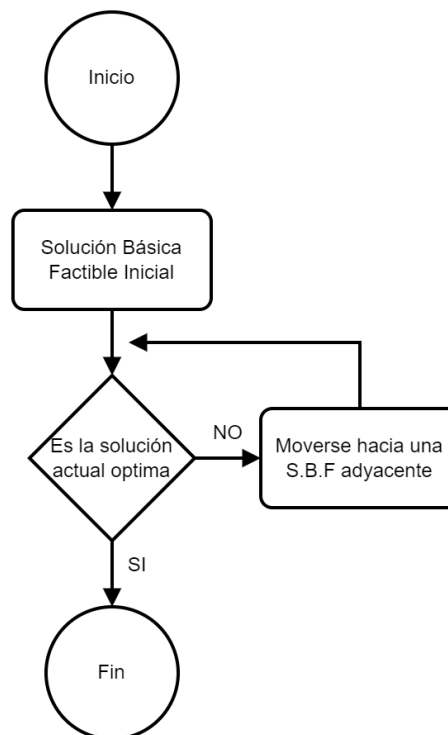 Inicio
Solución Básica
Factible Inicial
Es la solución
actual optima
NO
Moverse hacia una
S.B.F adyacente
SI
Fin